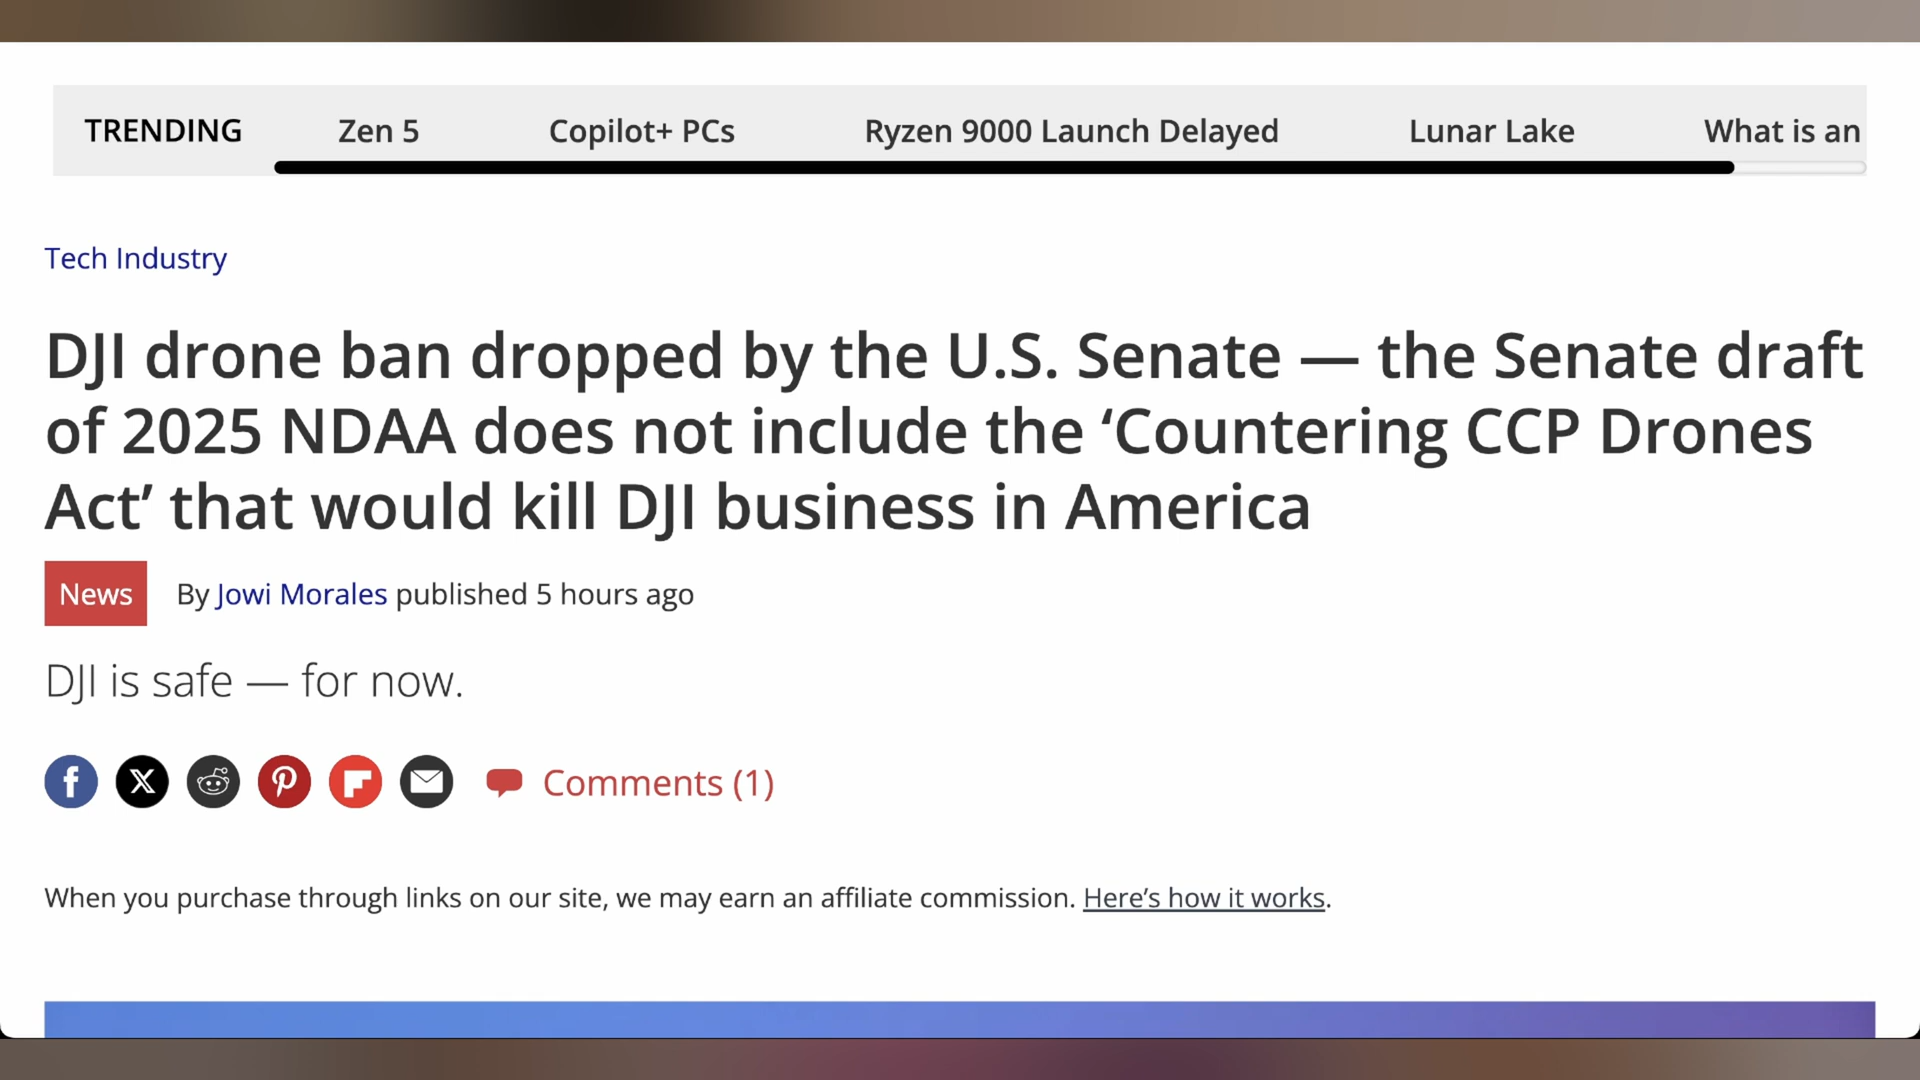 TRENDING Zen 5 Copilot+ PCs Ryzen 9000 Launch Delayed Lunar Lake What is an
Tech Industry
DJI drone ban dropped by the U.S. Senate — the Senate draft
of 2025 NDAA does not include the ‘Countering CCP Drones
Act’ that would kill DJI business in America
News By Jowi Morales published 5 hours ago
DJI is safe — for now.
Comments (1)
When you purchase through links on our site, we may earn an affiliate commission. Here’s how it works.